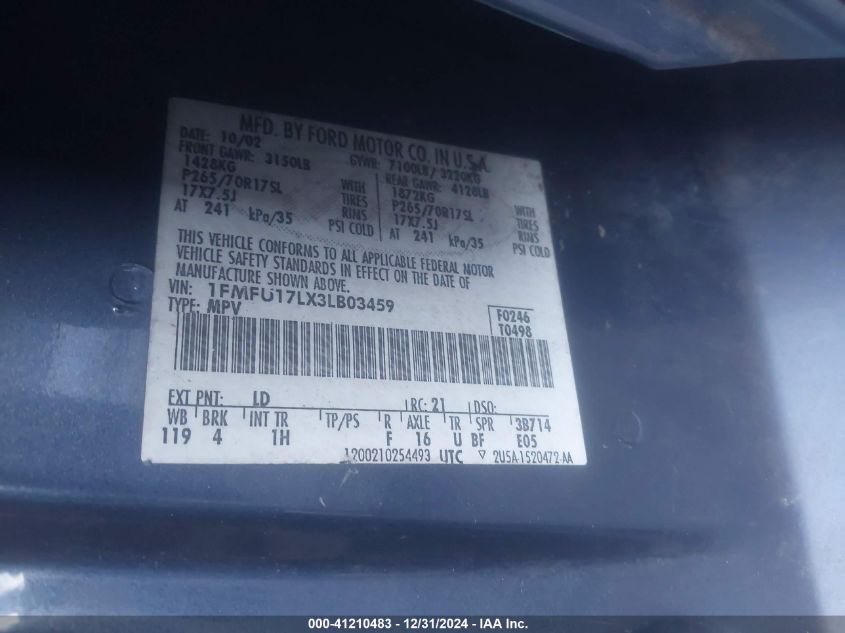 MFD. BY FORD MOTOR CO. IN U.S.A.
DATE: 10/02 GVWR: 7100LB/ 3220KG
FRONT GAWR: 3150LB REAR GAWR: 4128LB
1428KG WITH 1872KG WITH
P265/70R17SL TIRES P265/70R17SL TIRES
17X7.5J RIMS 17X7.5J RIMS
AT 241 kPa/35 PSI COLD AT 241 kPa/35 PSI COLD
THIS VEHICLE CONFORMS TO ALL APPLICABLE FEDERAL MOTOR
VEHICLE SAFETY STANDARDS IN EFFECT ON THE DATE OF
MANUFACTURE SHOWN ABOVE.
VIN: 1FMFU17LX3LB03459
TYPE: MPV F0246
T0498
EXT PNT: LD RC: 21 DSO:
WB BRK INT TR TP/PS R AXLE TR SPR 3B714
119 4 1H F 16 U BF E05
1200210254493 UTC ▽ 2U5A-1520472-AA
000-41210483 - 12/31/2024 - IAA Inc.